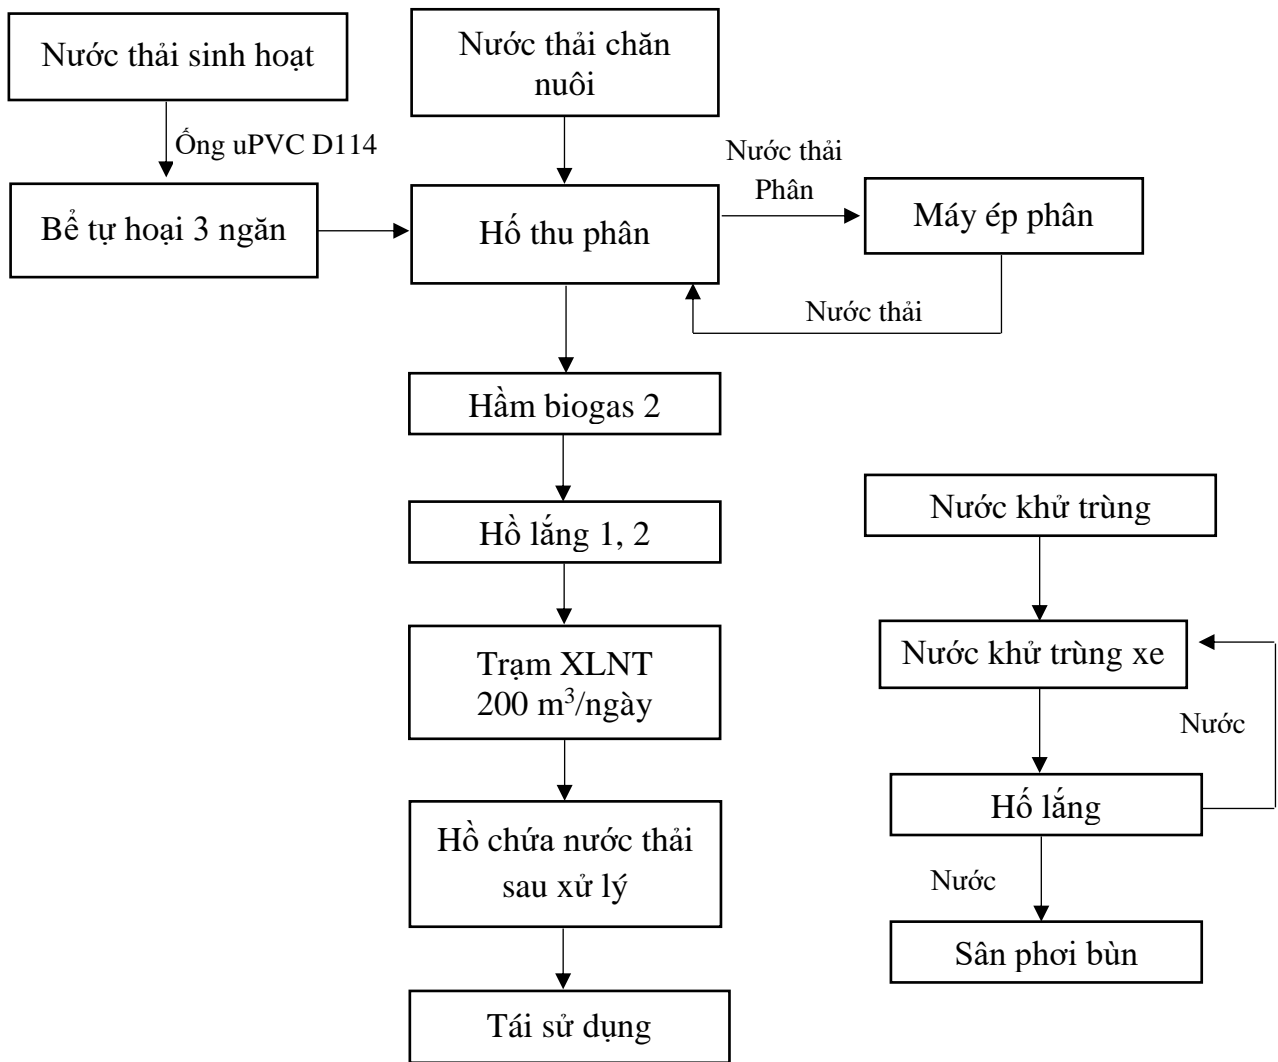 Nước thải sinh hoạt
Nước thải chăn
nuôi
Ống uPVC D114
Nước thải
Phân
Bể tự hoại 3 ngăn
Hố thu phân
Máy ép phân
Nước thải
Hầm biogas 2
Hồ lắng 1, 2
Nước khử trùng
Trạm XLNT
200 m³/ngày
Nước khử trùng xe
Nước
Hồ chứa nước thải
sau xử lý
Hố lắng
Nước
Sân phơi bùn
Tái sử dụng